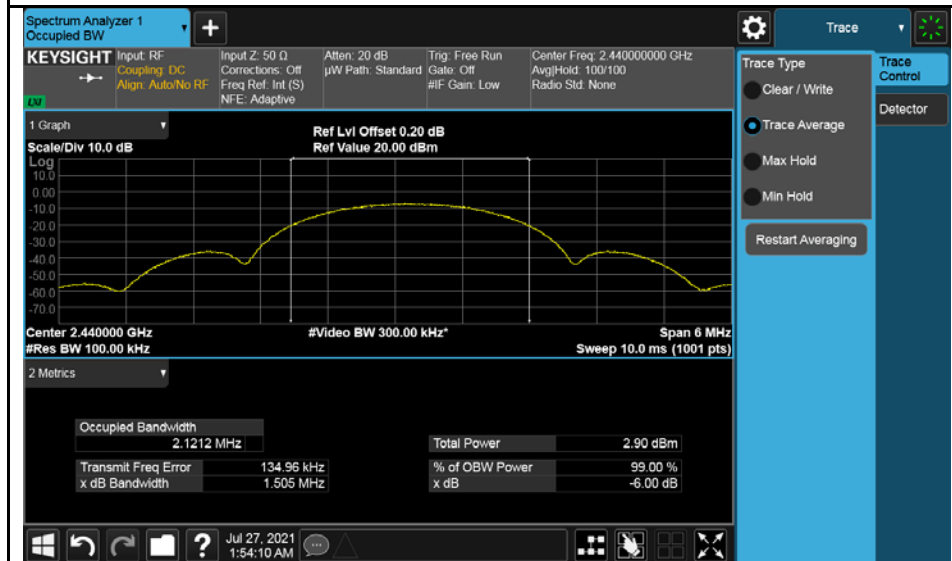 Spectrum Analyzer 1
Occupied BW
+
Trace
KEYSIGHT
LXI
Input: RF
Coupling: DC
Align: Auto/No RF
Input Z: 50 Ω
Corrections: Off
Freq Ref: Int (S)
NFE: Adaptive
Atten: 20 dB
µW Path: Standard
Trig: Free Run
Gate: Off
#IF Gain: Low
Center Freq: 2.440000000 GHz
Avg|Hold: 100/100
Radio Std: None
1 Graph
Scale/Div 10.0 dB
Ref Lvl Offset 0.20 dB
Ref Value 20.00 dBm
Log
10.0
0.00
-10.0
-20.0
-30.0
-40.0
-50.0
-60.0
-70.0
Center 2.440000 GHz
#Res BW 100.00 kHz
#Video BW 300.00 kHz*
Span 6 MHz
Sweep 10.0 ms (1001 pts)
2 Metrics
Occupied Bandwidth
2.1212 MHz
Transmit Freq Error 134.96 kHz
x dB Bandwidth 1.505 MHz
Total Power 2.90 dBm
% of OBW Power 99.00 %
x dB -6.00 dB
?
Jul 27, 2021
1:54:10 AM
Trace Type
Clear / Write
Trace Average
Max Hold
Min Hold
Restart Averaging
Trace
Control
Detector